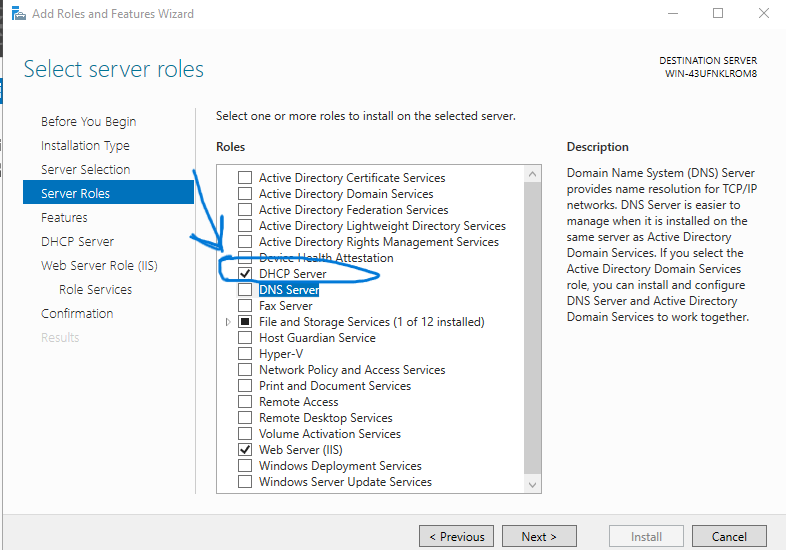 Add Roles and Features Wizard
Select server roles
DESTINATION SERVER
WIN-43UFNKLROM8
Before You Begin
Installation Type
Server Selection
Server Roles
Features
DHCP Server
Web Server Role (IIS)
Role Services
Confirmation
Results
Select one or more roles to install on the selected server.
Roles
Active Directory Certificate Services
Active Directory Domain Services
Active Directory Federation Services
Active Directory Lightweight Directory Services
Active Directory Rights Management Services
Device Health Attestation
DHCP Server
DNS Server
Fax Server
File and Storage Services (1 of 12 installed)
Host Guardian Service
Hyper-V
Network Policy and Access Services
Print and Document Services
Remote Access
Remote Desktop Services
Volume Activation Services
Web Server (IIS)
Windows Deployment Services
Windows Server Update Services
Description
Domain Name System (DNS) Server
provides name resolution for TCP/IP
networks. DNS Server is easier to
manage when it is installed on the
same server as Active Directory
Domain Services. If you select the
Active Directory Domain Services
role, you can install and configure
DNS Server and Active Directory
Domain Services to work together.
< Previous
Next >
Install
Cancel